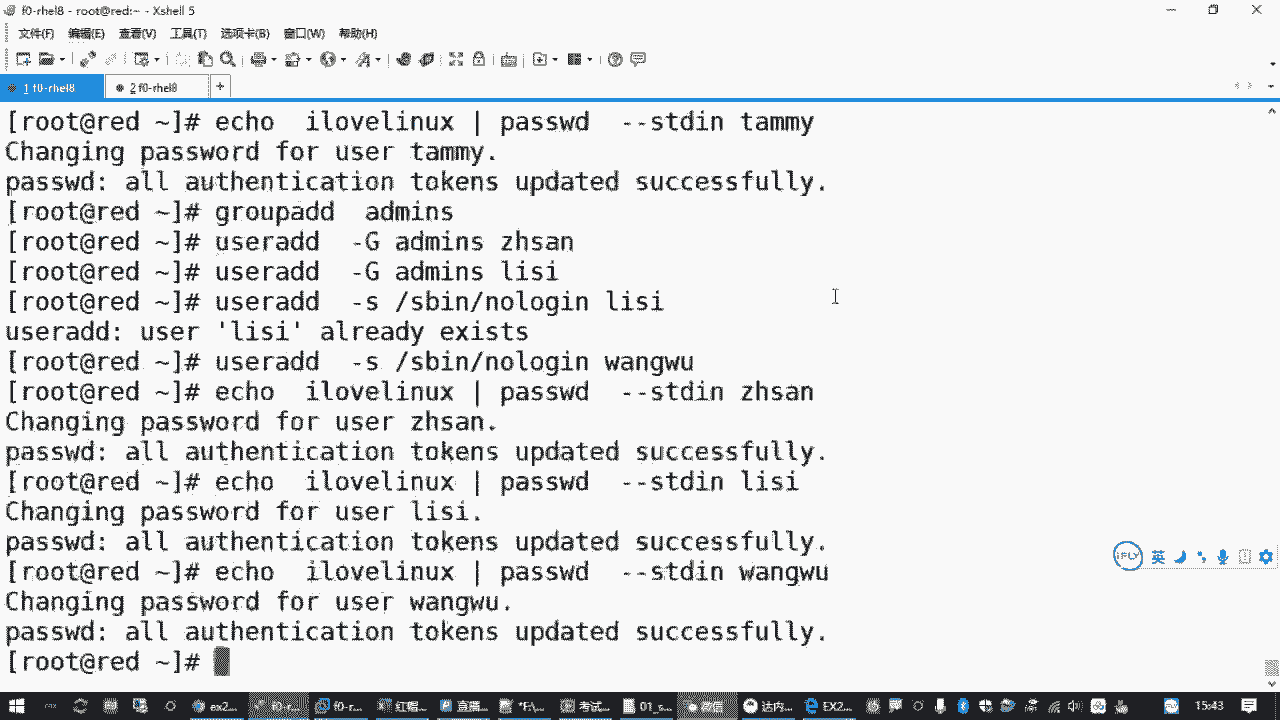 f0-rhel8 - root@red:~ - Xshell 5
文件(F) 编辑(E) 查看(V) 工具(T) 选项卡(B) 窗口(W) 帮助(H)
1 f0-rhel8 2 f0-rhel8 +
[root@red ~]# echo  ilovelinux | passwd  --stdin tammy
Changing password for user tammy.
passwd: all authentication tokens updated successfully.
[root@red ~]# groupadd  admins
[root@red ~]# useradd  -G admins zhsan
[root@red ~]# useradd  -G admins lisi
[root@red ~]# useradd  -s /sbin/nologin lisi
useradd: user 'lisi' already exists
[root@red ~]# useradd  -s /sbin/nologin wangwu
[root@red ~]# echo  ilovelinux | passwd  --stdin zhsan
Changing password for user zhsan.
passwd: all authentication tokens updated successfully.
[root@red ~]# echo  ilovelinux | passwd  --stdin lisi
Changing password for user lisi.
passwd: all authentication tokens updated successfully.
[root@red ~]# echo  ilovelinux | passwd  --stdin wangwu
Changing password for user wangwu.
passwd: all authentication tokens updated successfully.
[root@red ~]#
iFLY 英
ex2... f0-r... f0-r... 红帽... 直播... *E\... 考试... 01_s... 微信 达内... EX2... 15:43